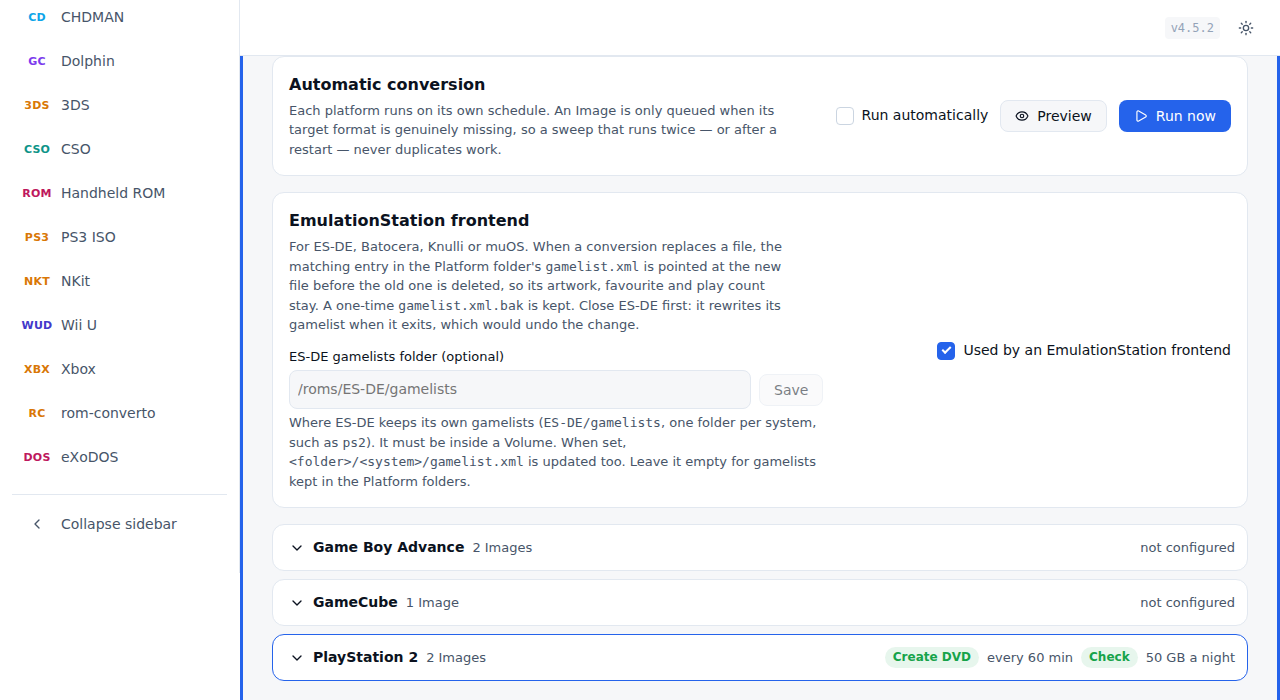 CD CHDMAN
GC Dolphin
3DS 3DS
CSO CSO
ROM Handheld ROM
PS3 PS3 ISO
NKT NKit
WUD Wii U
XBX Xbox
RC rom-converto
DOS eXoDOS
Collapse sidebar
v4.5.2
Automatic conversion
Each platform runs on its own schedule. An Image is only queued when its
target format is genuinely missing, so a sweep that runs twice — or after a
restart — never duplicates work.
Run automatically
Preview
Run now
EmulationStation frontend
For ES-DE, Batocera, Knulli or muOS. When a conversion replaces a file, the
matching entry in the Platform folder's gamelist.xml is pointed at the new
file before the old one is deleted, so its artwork, favourite and play count
stay. A one-time gamelist.xml.bak is kept. Close ES-DE first: it rewrites its
gamelist when it exits, which would undo the change.
ES-DE gamelists folder (optional)
/roms/ES-DE/gamelists
Save
Where ES-DE keeps its own gamelists (ES-DE/gamelists, one folder per system,
such as ps2). It must be inside a Volume. When set,
<folder>/<system>/gamelist.xml is updated too. Leave it empty for gamelists
kept in the Platform folders.
Used by an EmulationStation frontend
Game Boy Advance 2 Images not configured
GameCube 1 Image not configured
PlayStation 2 2 Images Create DVD every 60 min Check 50 GB a night